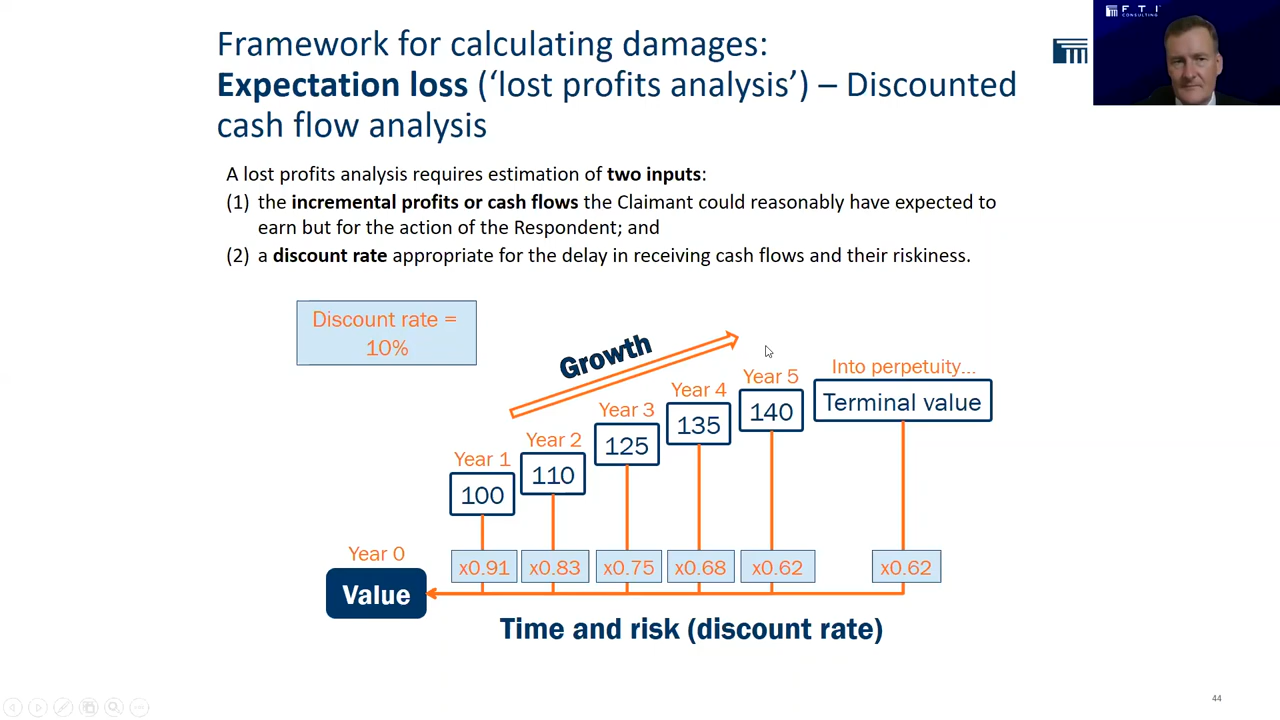 Framework for calculating damages:
Expectation loss (‘lost profits analysis’) – Discounted
cash flow analysis
FTI
CONSULTING
A lost profits analysis requires estimation of two inputs:
(1) the incremental profits or cash flows the Claimant could reasonably have expected to
earn but for the action of the Respondent; and
(2) a discount rate appropriate for the delay in receiving cash flows and their riskiness.
Discount rate =
10%
Growth
Year 1
100
Year 2
110
Year 3
125
Year 4
135
Year 5
140
Into perpetuity...
Terminal value
x0.91
x0.83
x0.75
x0.68
x0.62
x0.62
Year 0
Value
Time and risk (discount rate)
44